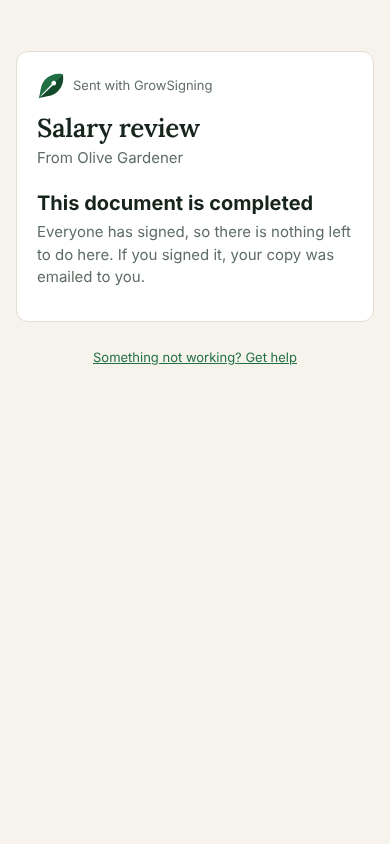 Sent with GrowSigning
Salary review
From Olive Gardener
This document is completed
Everyone has signed, so there is nothing left
to do here. If you signed it, your copy was
emailed to you.
Something not working? Get help